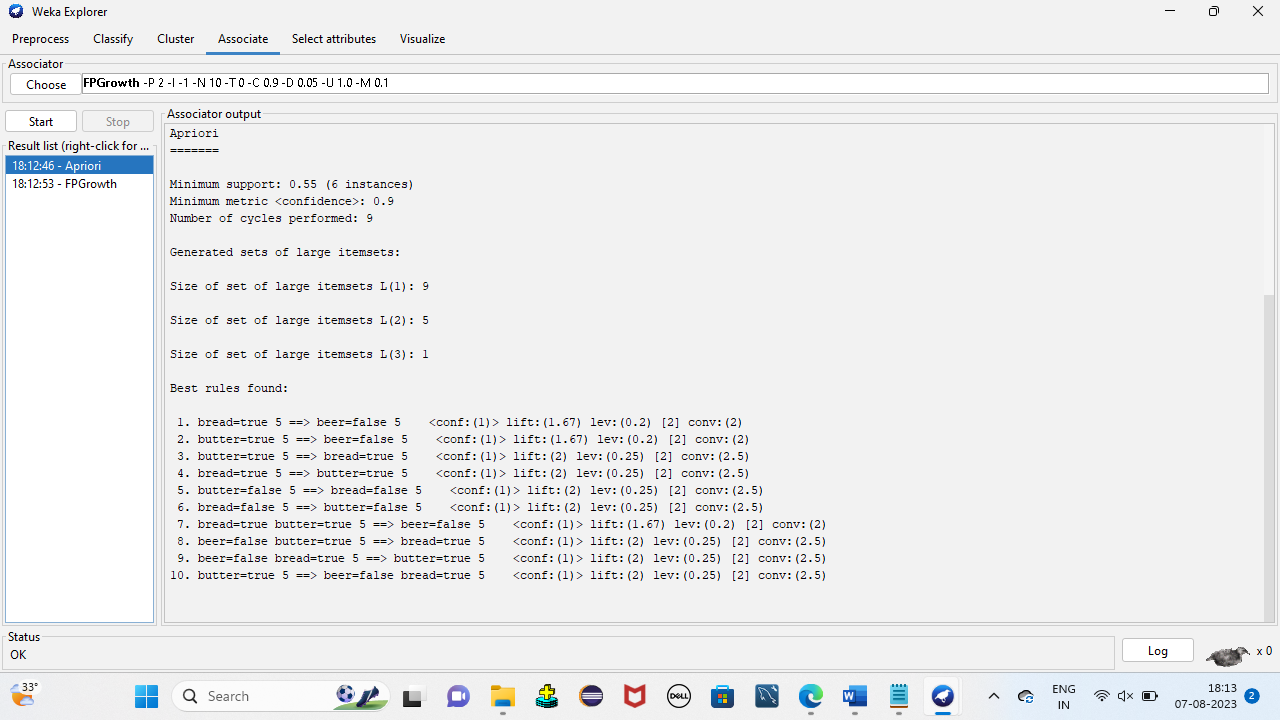 Weka Explorer
Preprocess Classify Cluster Associate Select attributes Visualize
Associator
Choose FPGrowth -P 2 -I -1 -N 10 -T 0 -C 0.9 -D 0.05 -U 1.0 -M 0.1
Start Stop
Result list (right-click for ...
18:12:46 - Apriori
18:12:53 - FPGrowth
Associator output
Apriori
=======
Minimum support: 0.55 (6 instances)
Minimum metric <confidence>: 0.9
Number of cycles performed: 9
Generated sets of large itemsets:
Size of set of large itemsets L(1): 9
Size of set of large itemsets L(2): 5
Size of set of large itemsets L(3): 1
Best rules found:
1. bread=true 5 ==> beer=false 5 <conf:(1)> lift:(1.67) lev:(0.2) [2] conv:(2)
2. butter=true 5 ==> beer=false 5 <conf:(1)> lift:(1.67) lev:(0.2) [2] conv:(2)
3. butter=true 5 ==> bread=true 5 <conf:(1)> lift:(2) lev:(0.25) [2] conv:(2.5)
4. bread=true 5 ==> butter=true 5 <conf:(1)> lift:(2) lev:(0.25) [2] conv:(2.5)
5. butter=false 5 ==> bread=false 5 <conf:(1)> lift:(2) lev:(0.25) [2] conv:(2.5)
6. bread=false 5 ==> butter=false 5 <conf:(1)> lift:(2) lev:(0.25) [2] conv:(2.5)
7. bread=true butter=true 5 ==> beer=false 5 <conf:(1)> lift:(1.67) lev:(0.2) [2] conv:(2)
8. beer=false butter=true 5 ==> bread=true 5 <conf:(1)> lift:(2) lev:(0.25) [2] conv:(2.5)
9. beer=false bread=true 5 ==> butter=true 5 <conf:(1)> lift:(2) lev:(0.25) [2] conv:(2.5)
10. butter=true 5 ==> beer=false bread=true 5 <conf:(1)> lift:(2) lev:(0.25) [2] conv:(2.5)
Status
OK
Log x 0
33°
Search
DELL
W
ENG
IN
18:13
07-08-2023
2